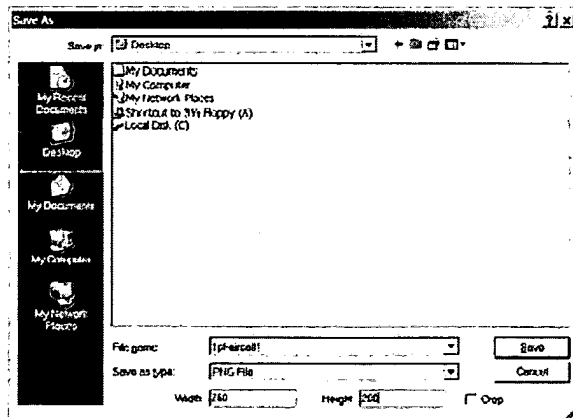 Save As
Save in: Desktop
My Documents
My Computer
My Network Places
Shortcut to 3½ Floppy (A)
Local Disk (C)
My Recent
Documents
Desktop
My Documents
My Computer
My Network
Places
File name:
Save
Save as type: PNG File
Cancel
Width Height Crop